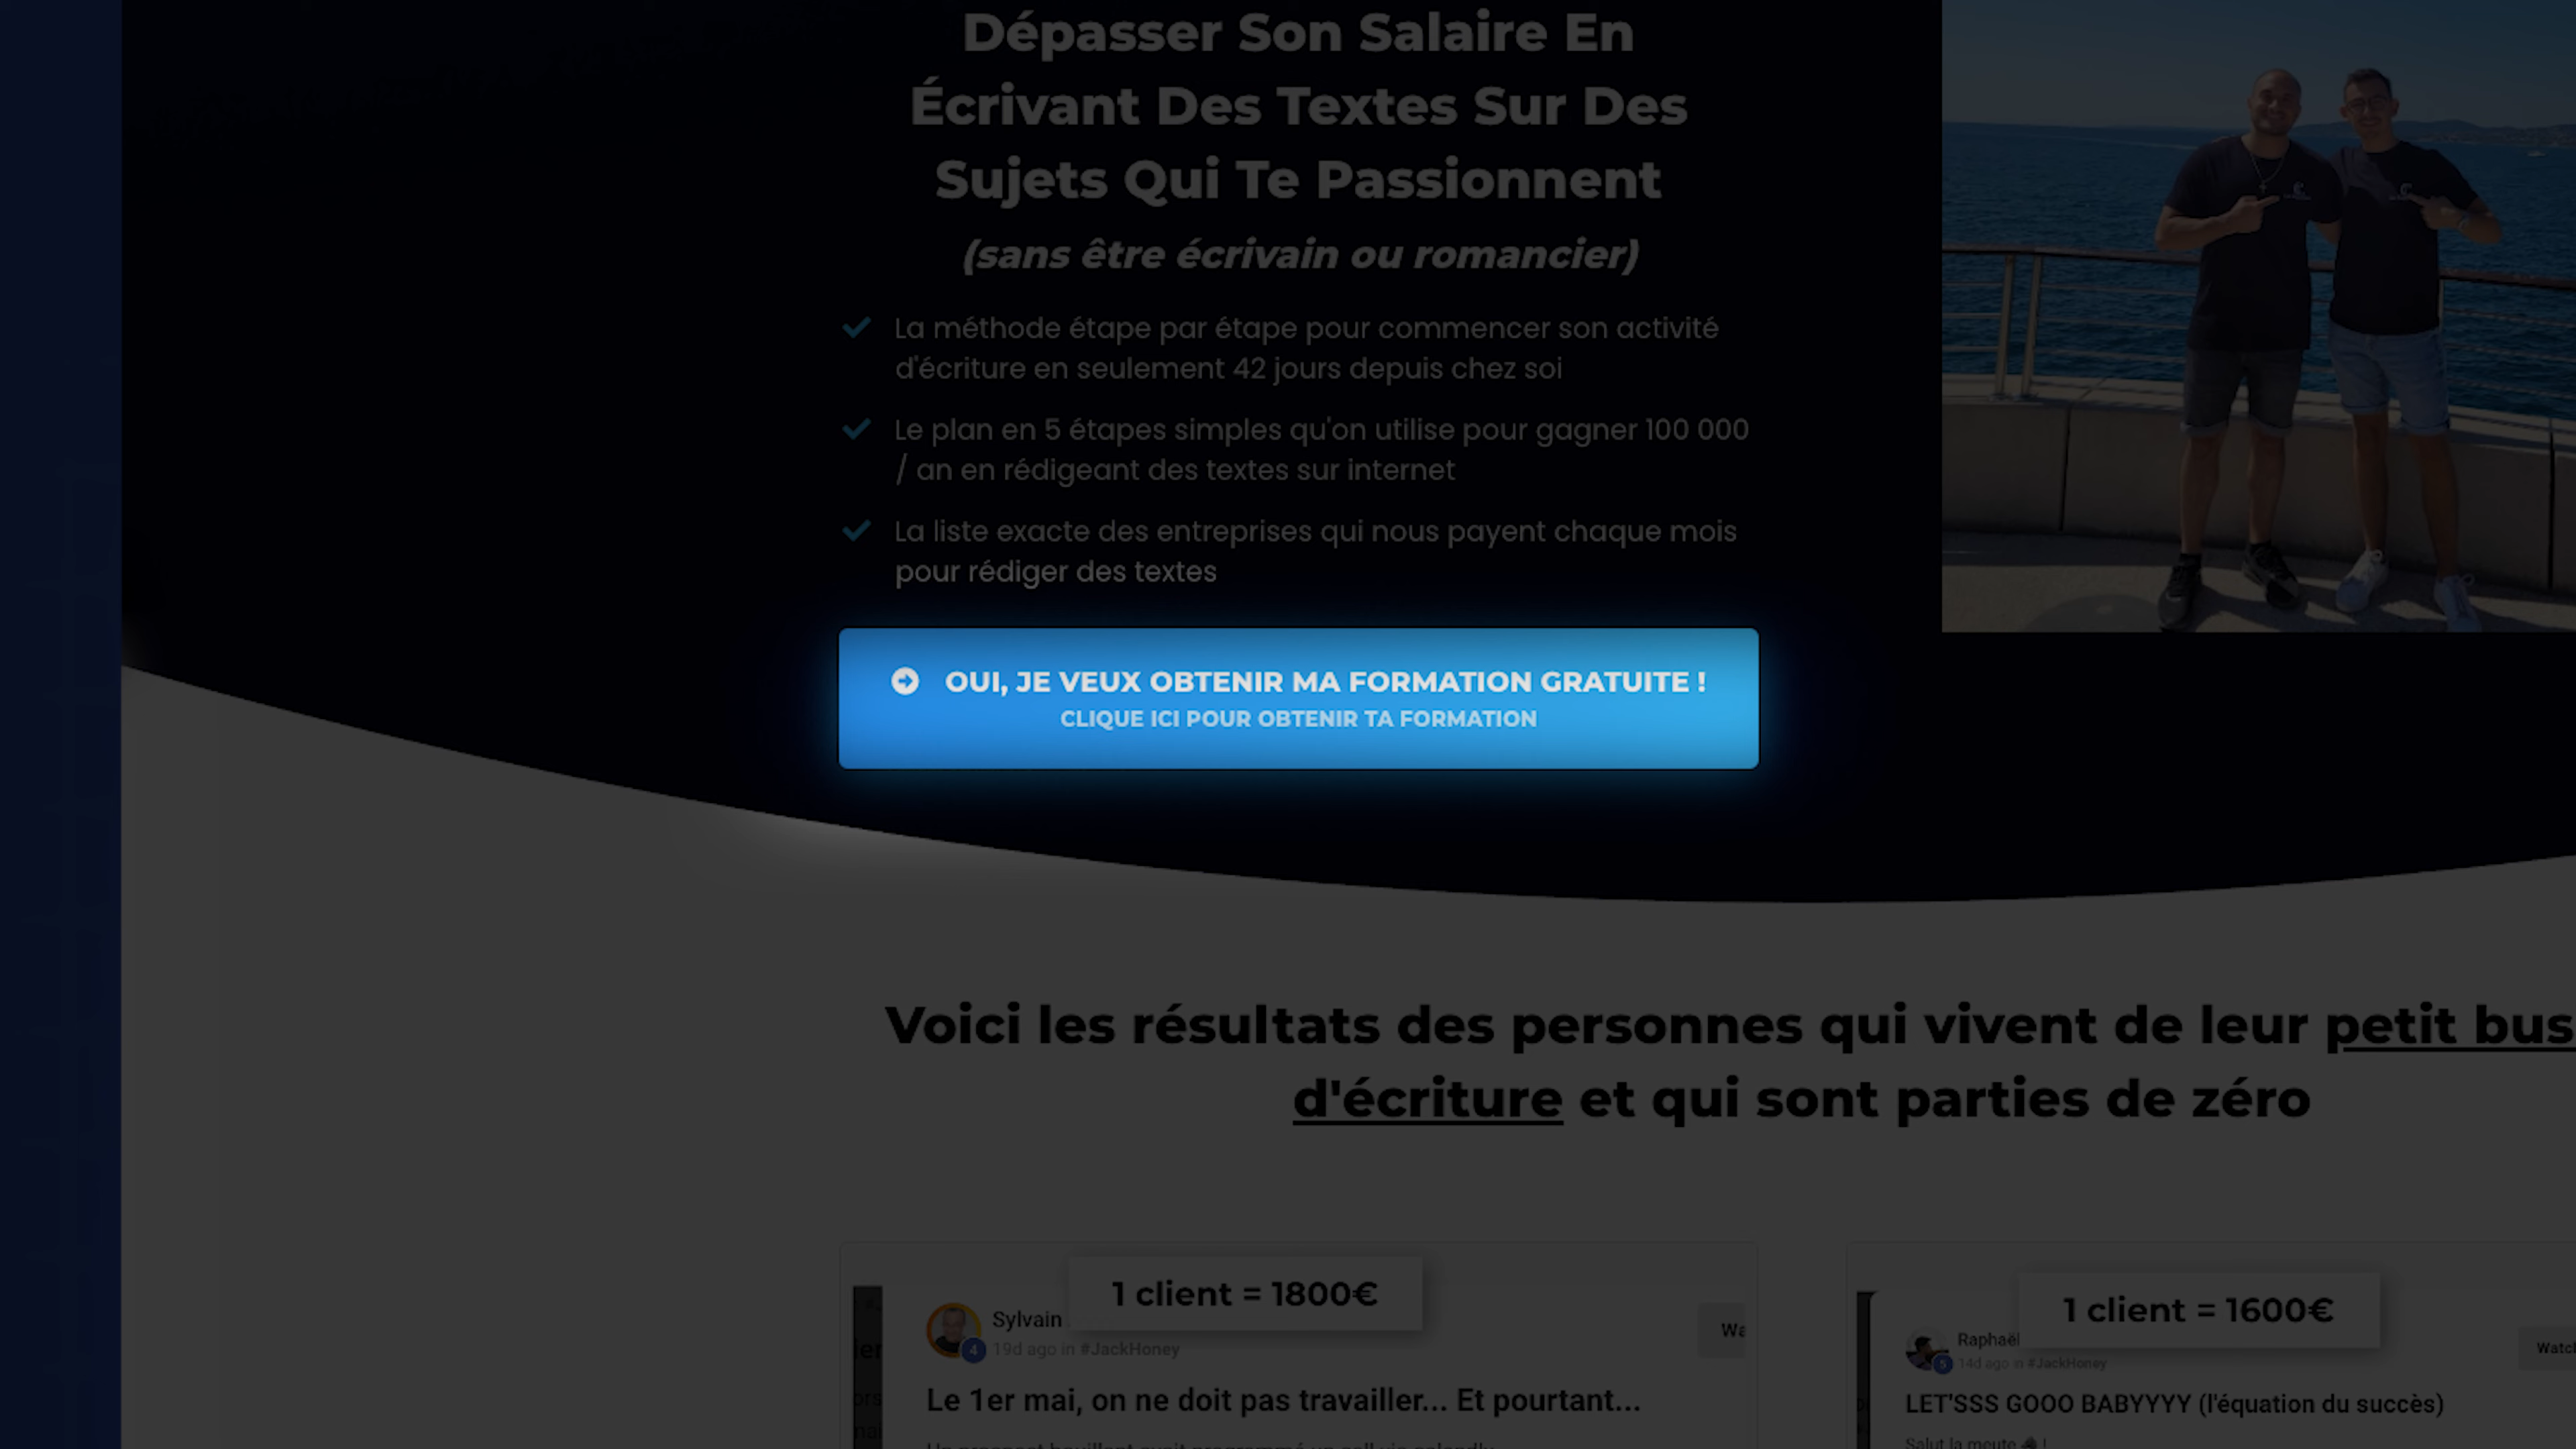 Dépasser Son Salaire En
Écrivant Des Textes Sur Des
Sujets Qui Te Passionnent
(sans être écrivain ou romancier)
La méthode étape par étape pour commencer son activité
d'écriture en seulement 42 jours depuis chez soi
Le plan en 5 étapes simples qu'on utilise pour gagner 100 000
/ an en rédigeant des textes sur internet
La liste exacte des entreprises qui nous payent chaque mois
pour rédiger des textes
OUI, JE VEUX OBTENIR MA FORMATION GRATUITE !
CLIQUE ICI POUR OBTENIR TA FORMATION
Voici les résultats des personnes qui vivent de leur petit bus
d'écriture et qui sont parties de zéro
1 client = 1800€
Sylvain
4 19d ago in #JackHoney
Le 1er mai, on ne doit pas travailler... Et pourtant...
1 client = 1600€
Raphaël
5 14d ago in #JackHoney
Watch
LET'SSS GOOO BABYYYY (l'équation du succès)
Salut la meute